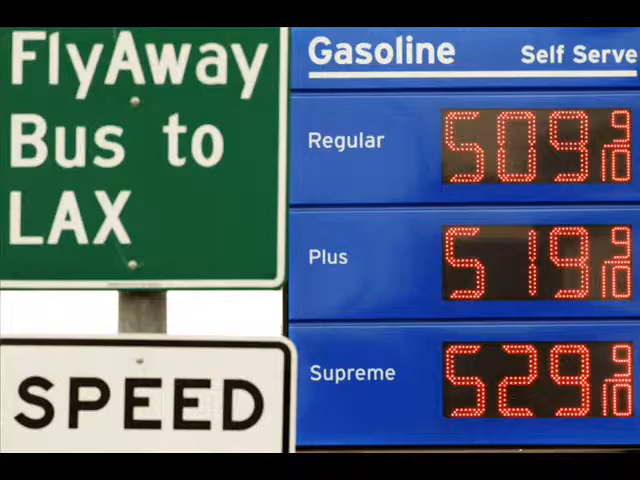 FlyAway
Bus to
LAX
SPEED
Gasoline Self Serve
Regular 509 9/10
Plus 519 9/10
Supreme 529 9/10